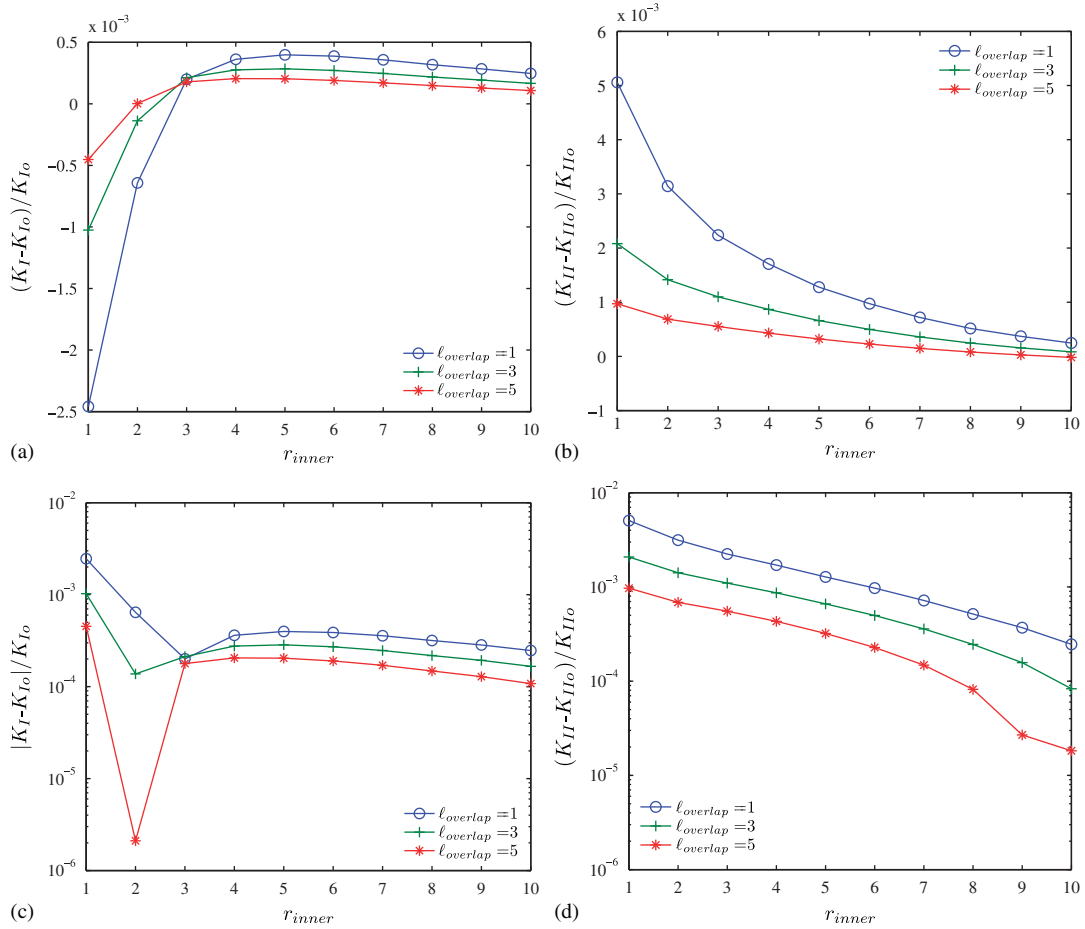 x 10⁻³
0.5
0
−0.5
−1
−1.5
−2
−2.5
(K_I-K_Io)/K_Io
ℓ_overlap =1
ℓ_overlap =3
ℓ_overlap =5
1 2 3 4 5 6 7 8 9 10
(a)
r_inner
x 10⁻³
6
5
4
3
2
1
0
−1
(K_II-K_IIo)/K_IIo
ℓ_overlap =1
ℓ_overlap =3
ℓ_overlap =5
1 2 3 4 5 6 7 8 9 10
(b)
r_inner
10⁻²
10⁻³
10⁻⁴
10⁻⁵
10⁻⁶
|K_I-K_Io|/K_Io
ℓ_overlap =1
ℓ_overlap =3
ℓ_overlap =5
1 2 3 4 5 6 7 8 9 10
(c)
r_inner
10⁻²
10⁻³
10⁻⁴
10⁻⁵
10⁻⁶
(K_II-K_IIo)/K_IIo
ℓ_overlap =1
ℓ_overlap =3
ℓ_overlap =5
1 2 3 4 5 6 7 8 9 10
(d)
r_inner